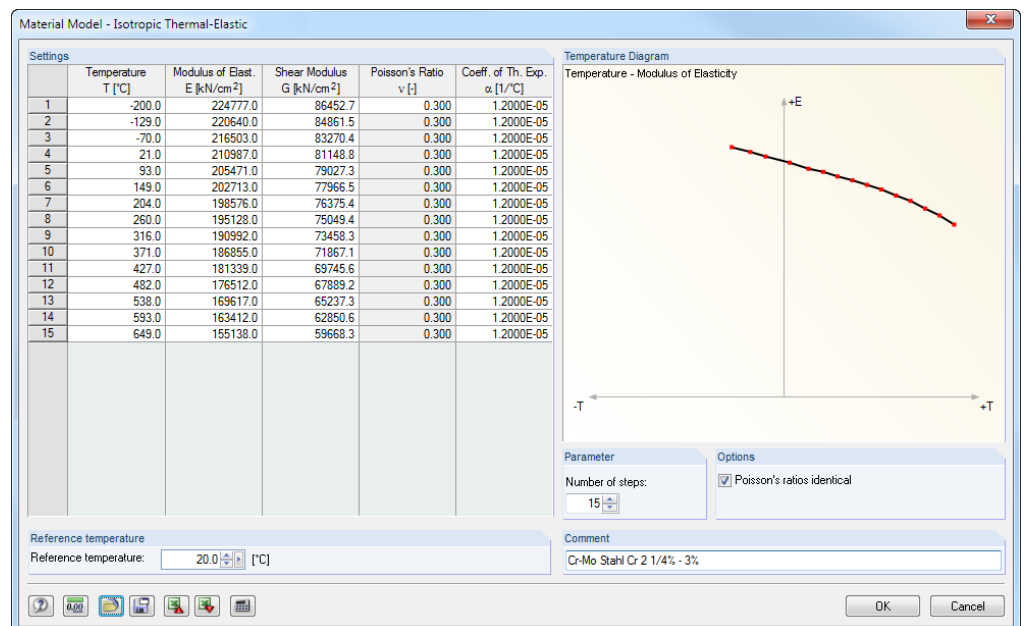 Material Model - Isotropic Thermal-Elastic
Settings
Temperature Modulus of Elast. Shear Modulus Poisson's Ratio Coeff. of Th. Exp.
T [°C] E [kN/cm²] G [kN/cm²] ν [-] α [1/°C]
1 -200.0 224777.0 86452.7 0.300 1.2000E-05
2 -129.0 220640.0 84861.5 0.300 1.2000E-05
3 -70.0 216503.0 83270.4 0.300 1.2000E-05
4 21.0 210987.0 81148.8 0.300 1.2000E-05
5 93.0 205471.0 79027.3 0.300 1.2000E-05
6 149.0 202713.0 77966.5 0.300 1.2000E-05
7 204.0 198576.0 76375.4 0.300 1.2000E-05
8 260.0 195128.0 75049.4 0.300 1.2000E-05
9 316.0 190992.0 73458.3 0.300 1.2000E-05
10 371.0 186855.0 71867.1 0.300 1.2000E-05
11 427.0 181339.0 69745.6 0.300 1.2000E-05
12 482.0 176512.0 67889.2 0.300 1.2000E-05
13 538.0 169617.0 65237.3 0.300 1.2000E-05
14 593.0 163412.0 62850.6 0.300 1.2000E-05
15 649.0 155138.0 59668.3 0.300 1.2000E-05
Temperature Diagram
Temperature - Modulus of Elasticity
+E
-T
+T
Parameter
Number of steps:
15
Options
Poisson's ratios identical
Reference temperature
Reference temperature: 20.0 [°C]
Comment
Cr-Mo Stahl Cr 2 1/4% - 3%
0.00
OK Cancel